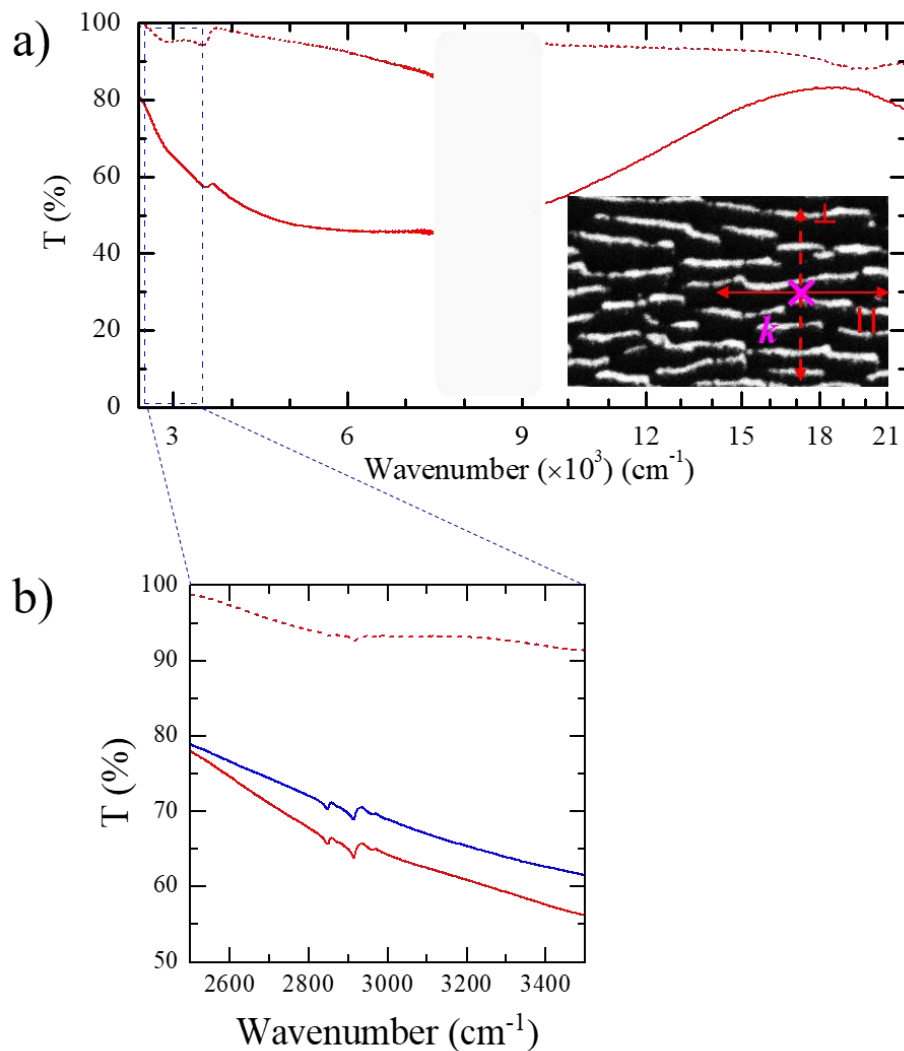 a)
100
80
60
40
20
0
T (%)
3 6 9 12 15 18 21
Wavenumber (×10³) (cm⁻¹)
⊥
k
||
b)
100
90
80
70
60
50
T (%)
2600 2800 3000 3200 3400
Wavenumber (cm⁻¹)